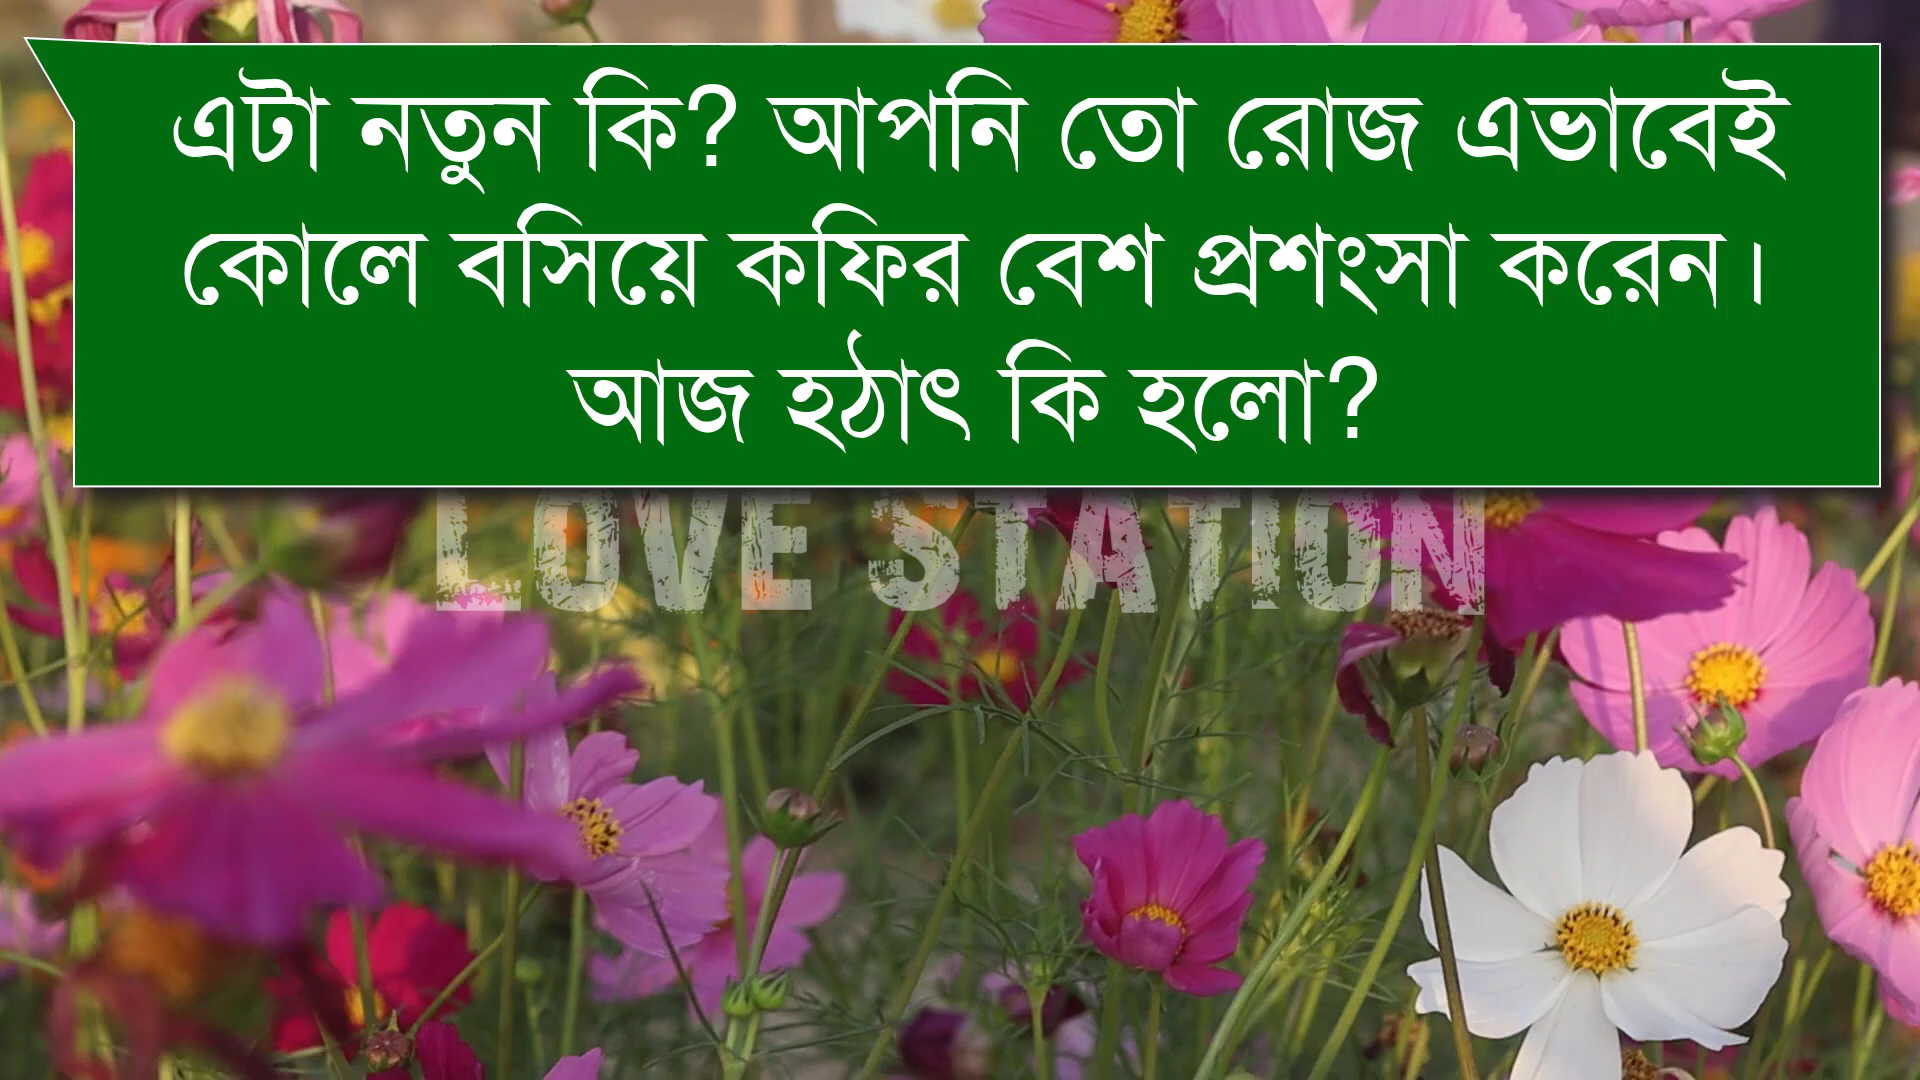 এটা নতুন কি? আপনি তো রোজ এভাবেই
কোলে বসিয়ে কফির বেশ প্রশংসা করেন।
আজ হঠাৎ কি হলো?
LOVE STATION